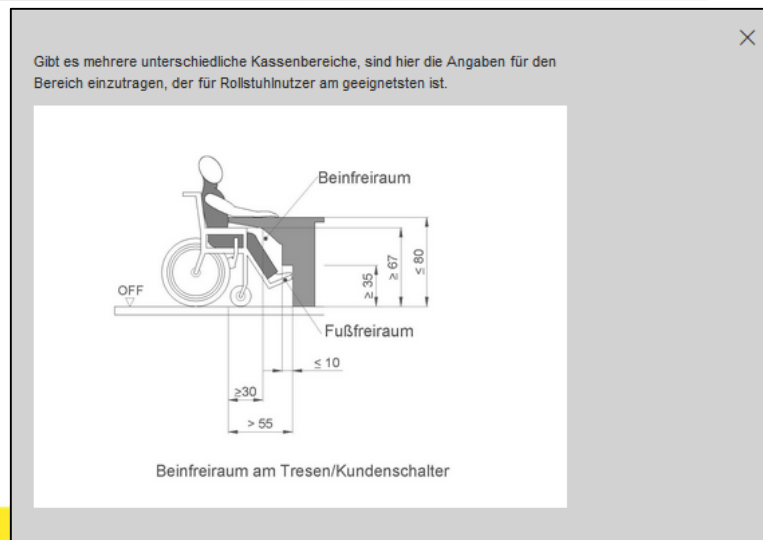 Gibt es mehrere unterschiedliche Kassenbereiche, sind hier die Angaben für den
Bereich einzutragen, der für Rollstuhlnutzer am geeignetsten ist.
Beinfreiraum
≥ 35
≥ 67
≤ 80
OFF
Fußfreiraum
≤ 10
≥30
> 55
Beinfreiraum am Tresen/Kundenschalter